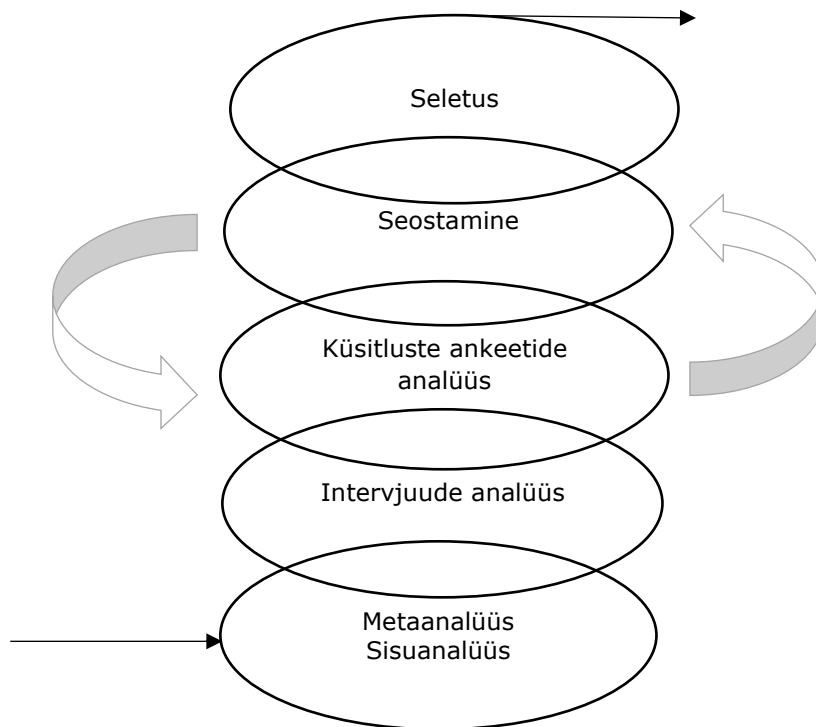 Seletus
Seostamine
Küsitluste ankeetide
analüüs
Intervjuude analüüs
Metaanalüüs
Sisuanalüüs